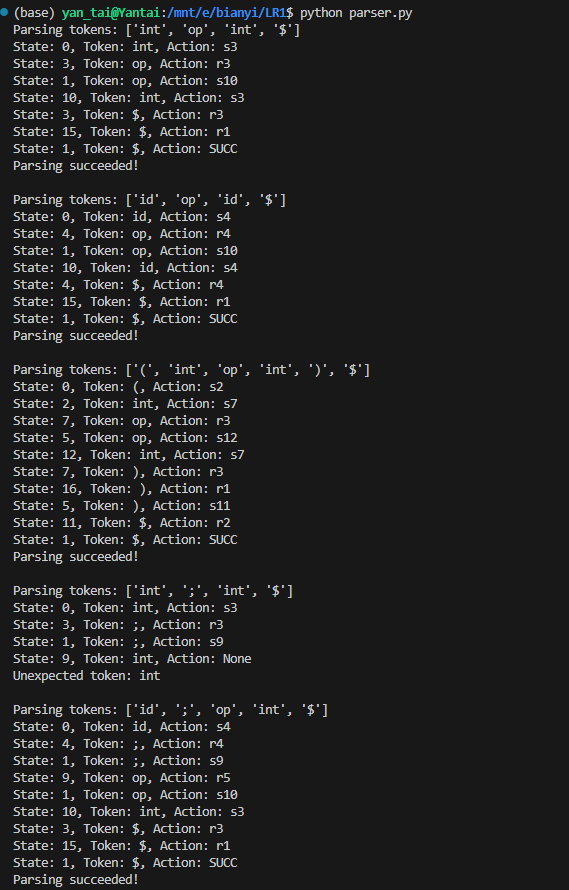 (base) yan_tai@Yantai:/mnt/e/bianyi/LR1$ python parser.py
Parsing tokens: ['int', 'op', 'int', '$']
State: 0, Token: int, Action: s3
State: 3, Token: op, Action: r3
State: 1, Token: op, Action: s10
State: 10, Token: int, Action: s3
State: 3, Token: $, Action: r3
State: 15, Token: $, Action: r1
State: 1, Token: $, Action: SUCC
Parsing succeeded!

Parsing tokens: ['id', 'op', 'id', '$']
State: 0, Token: id, Action: s4
State: 4, Token: op, Action: r4
State: 1, Token: op, Action: s10
State: 10, Token: id, Action: s4
State: 4, Token: $, Action: r4
State: 15, Token: $, Action: r1
State: 1, Token: $, Action: SUCC
Parsing succeeded!

Parsing tokens: ['(', 'int', 'op', 'int', ')', '$']
State: 0, Token: (, Action: s2
State: 2, Token: int, Action: s7
State: 7, Token: op, Action: r3
State: 5, Token: op, Action: s12
State: 12, Token: int, Action: s7
State: 7, Token: ), Action: r3
State: 16, Token: ), Action: r1
State: 5, Token: ), Action: s11
State: 11, Token: $, Action: r2
State: 1, Token: $, Action: SUCC
Parsing succeeded!

Parsing tokens: ['int', ';', 'int', '$']
State: 0, Token: int, Action: s3
State: 3, Token: ;, Action: r3
State: 1, Token: ;, Action: s9
State: 9, Token: int, Action: None
Unexpected token: int

Parsing tokens: ['id', ';', 'op', 'int', '$']
State: 0, Token: id, Action: s4
State: 4, Token: ;, Action: r4
State: 1, Token: ;, Action: s9
State: 9, Token: op, Action: r5
State: 1, Token: op, Action: s10
State: 10, Token: int, Action: s3
State: 3, Token: $, Action: r3
State: 15, Token: $, Action: r1
State: 1, Token: $, Action: SUCC
Parsing succeeded!